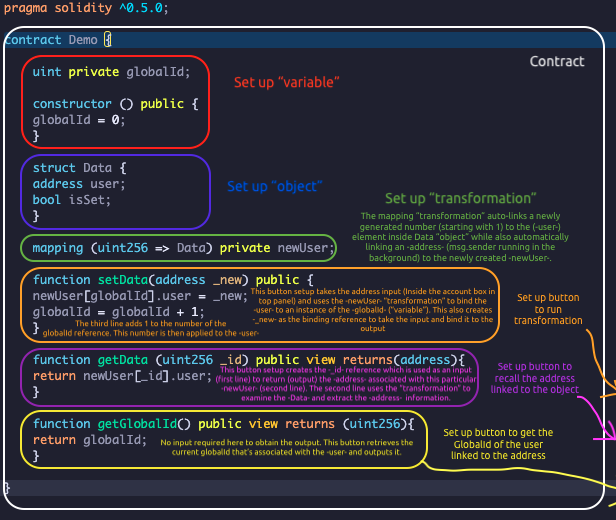 pragma solidity ^0.5.0;
contract Demo {
Contract
uint private globalId;
Set up "variable"
constructor () public {
globalId = 0;
}
struct Data {
address user;
Set up "object"
bool isSet;
}
Set up "transformation"
The mapping "transformation" auto-links a newly
generated number (starting with 1) to the (-user-)
element inside Data "object" while also automatically
linking an -address- (msg.sender running in the
background) to the newly created -newUser-.
mapping (uint256 => Data) private newUser;
function setData(address _new) public {
newUser[globalId].user = _new;
globalId = globalId + 1;
}
This button setup takes the address input (Inside the account box in
top panel) and uses the -newUser- "transformation" to bind the
-user- to an instance of the -globalId- ("variable"). This also creates
-_new- as the binding reference to take the input and bind it to the
output
The third line adds 1 to the number of the
globalId reference. This number is then applied to the -user-
Set up button
to run
transformation
function getData (uint256 _id) public view returns(address){
return newUser[_id].user;
}
This button setup creates the -_id- reference which is used as an input
(first line) to return (output) the -address- associated with this particular
-newUser- (second line). The second line uses the "transformation" to
examine the -Data- and extract the -address- information.
Set up button to
recall the address
linked to the object
function getGlobalId() public view returns (uint256){
return globalId;
}
No input required here to obtain the output. This button retrieves the
current globalId that's associated with the -user- and outputs it.
Set up button to get the
GlobalId of the user
linked to the address
}